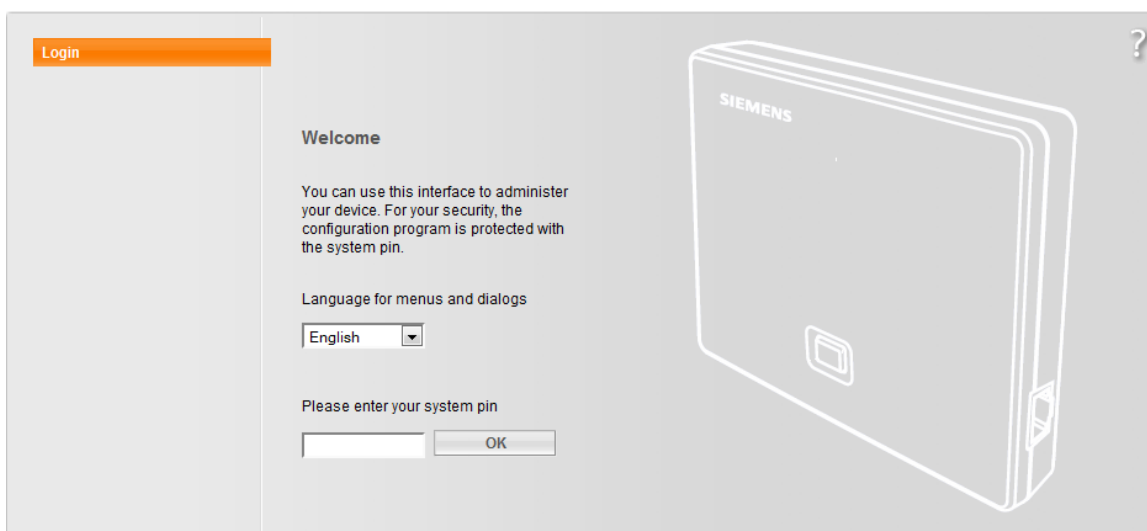 Login
?
SIEMENS
Welcome
You can use this interface to administer
your device. For your security, the
configuration program is protected with
the system pin.
Language for menus and dialogs
English
Please enter your system pin
OK